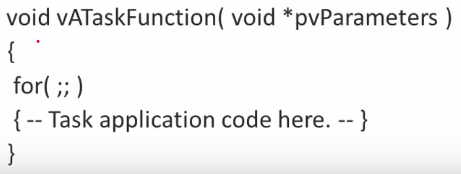 void vATaskFunction( void *pvParameters )
{
for( ;; )
{ -- Task application code here. -- }
}